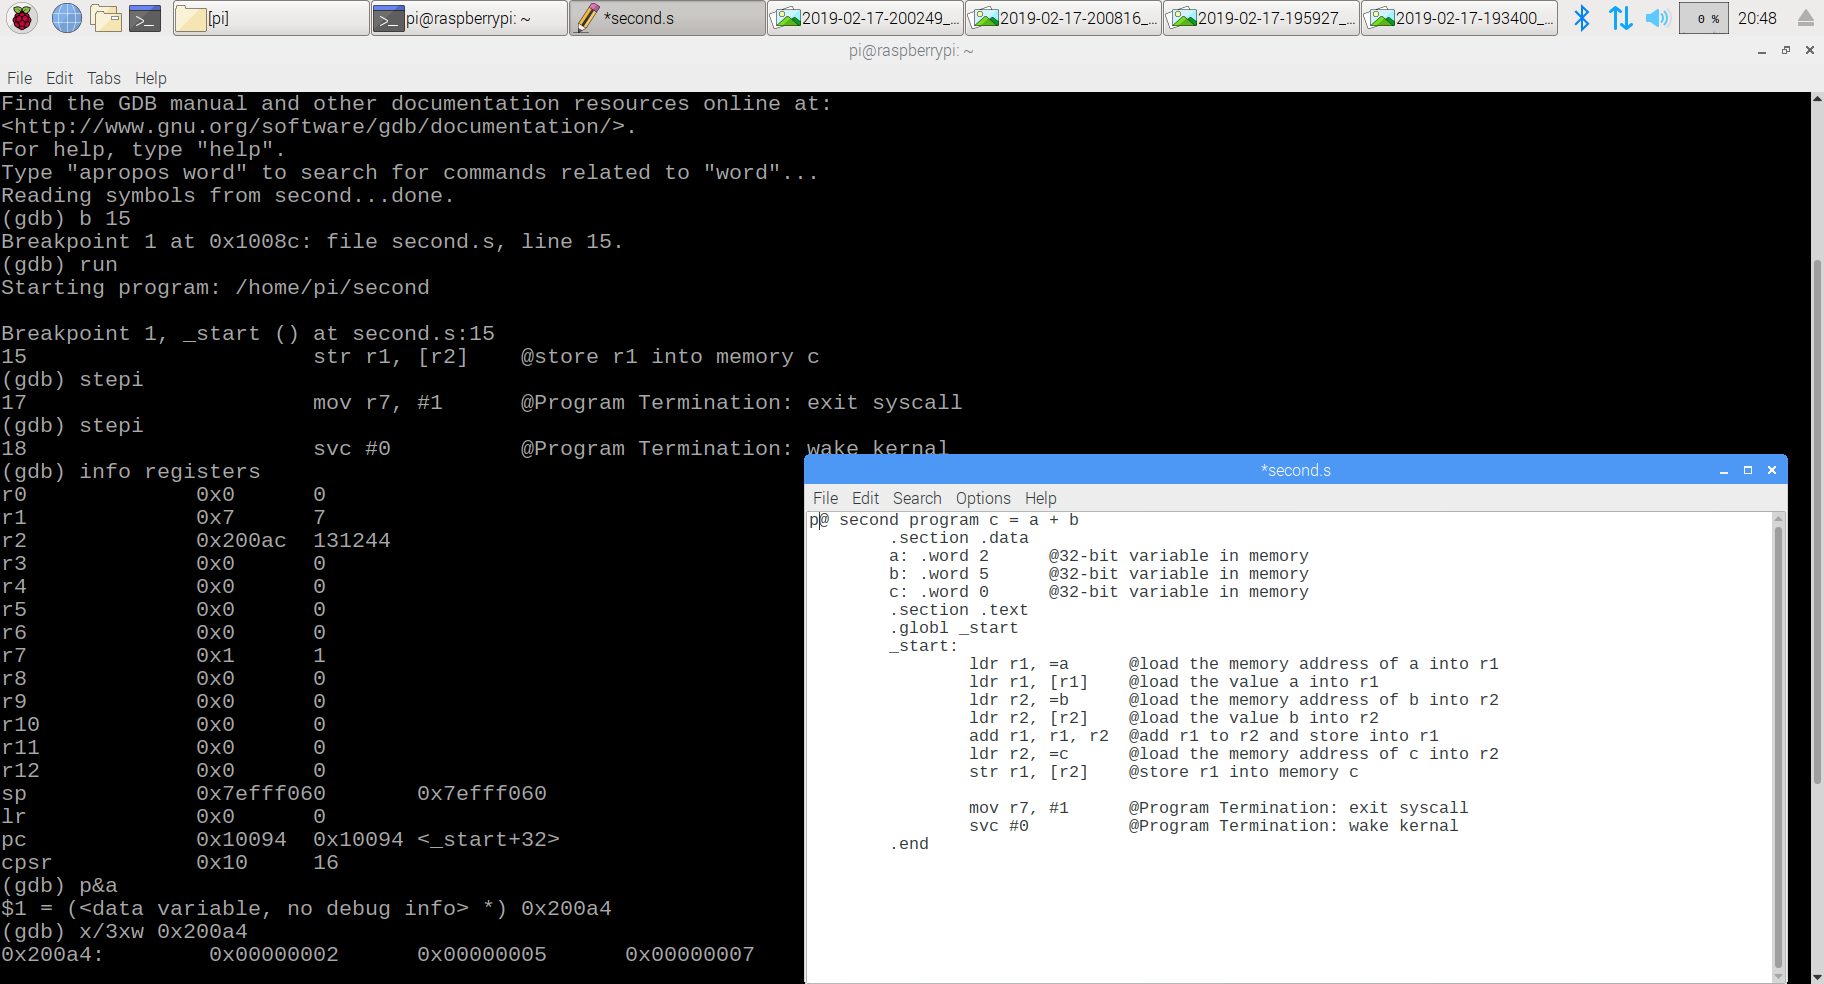 [pi]
pi@raspberrypi: ~
*second.s
2019-02-17-200249_...
2019-02-17-200816_...
2019-02-17-195927_...
2019-02-17-193400_...
0 %
20:48
pi@raspberrypi: ~
File Edit Tabs Help
Find the GDB manual and other documentation resources online at:
<http://www.gnu.org/software/gdb/documentation/>.
For help, type "help".
Type "apropos word" to search for commands related to "word"...
Reading symbols from second...done.
(gdb) b 15
Breakpoint 1 at 0x1008c: file second.s, line 15.
(gdb) run
Starting program: /home/pi/second
Breakpoint 1, _start () at second.s:15
15 str r1, [r2] @store r1 into memory c
(gdb) stepi
17 mov r7, #1 @Program Termination: exit syscall
(gdb) stepi
18 svc #0 @Program Termination: wake kernal
(gdb) info registers
r0 0x0 0
r1 0x7 7
r2 0x200ac 131244
r3 0x0 0
r4 0x0 0
r5 0x0 0
r6 0x0 0
r7 0x1 1
r8 0x0 0
r9 0x0 0
r10 0x0 0
r11 0x0 0
r12 0x0 0
sp 0x7efff060 0x7efff060
lr 0x0 0
pc 0x10094 0x10094 <_start+32>
cpsr 0x10 16
(gdb) p&a
$1 = (<data variable, no debug info> *) 0x200a4
(gdb) x/3xw 0x200a4
0x200a4: 0x00000002 0x00000005 0x00000007
*second.s
File Edit Search Options Help
p@ second program c = a + b
.section .data
a: .word 2 @32-bit variable in memory
b: .word 5 @32-bit variable in memory
c: .word 0 @32-bit variable in memory
.section .text
.globl _start
_start:
ldr r1, =a @load the memory address of a into r1
ldr r1, [r1] @load the value a into r1
ldr r2, =b @load the memory address of b into r2
ldr r2, [r2] @load the value b into r2
add r1, r1, r2 @add r1 to r2 and store into r1
ldr r2, =c @load the memory address of c into r2
str r1, [r2] @store r1 into memory c
mov r7, #1 @Program Termination: exit syscall
svc #0 @Program Termination: wake kernal
.end